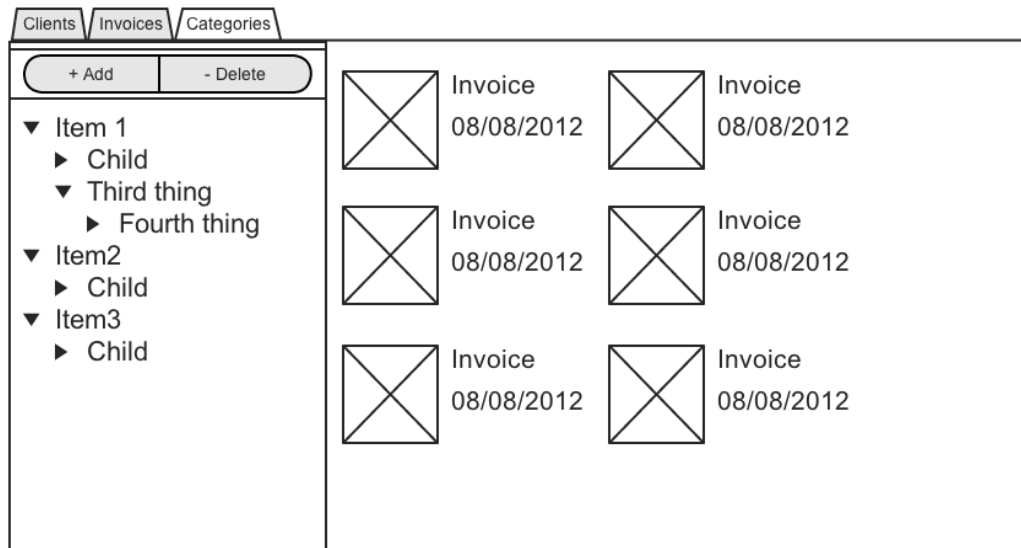 Clients Invoices Categories
+ Add - Delete
Item 1
Child
Third thing
Fourth thing
Item2
Child
Item3
Child
Invoice Invoice
08/08/2012 08/08/2012
Invoice Invoice
08/08/2012 08/08/2012
Invoice Invoice
08/08/2012 08/08/2012